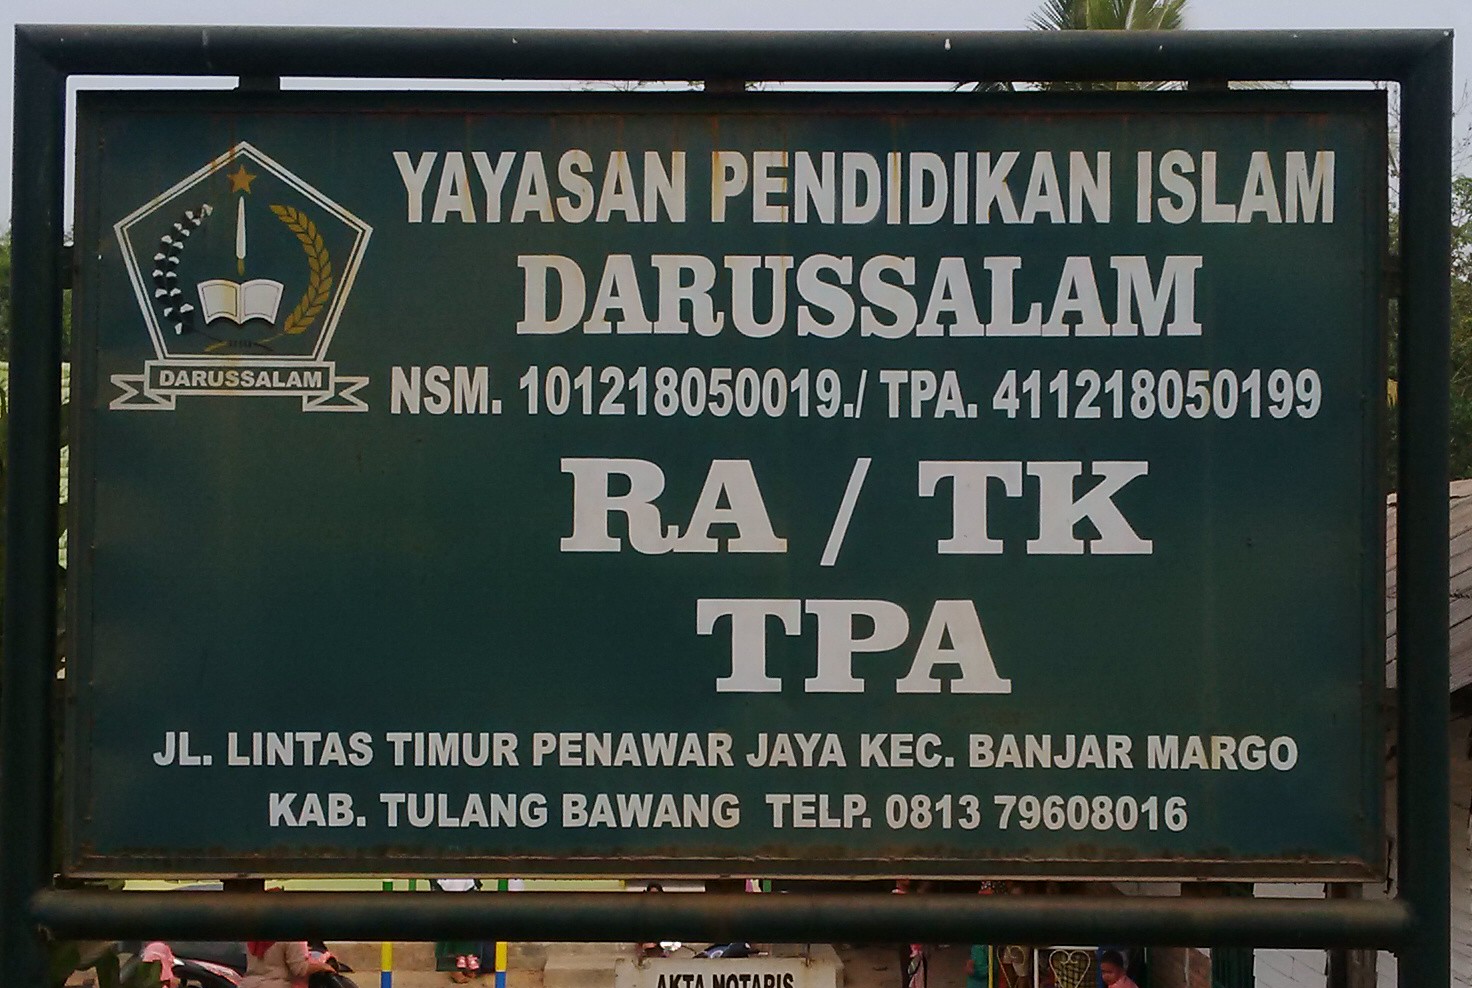 YAYASAN PENDIDIKAN ISLAM
DARUSSALAM
DARUSSALAM
NSM. 101218050019./ TPA. 411218050199
RA / TK
TPA
JL. LINTAS TIMUR PENAWAR JAYA KEC. BANJAR MARGO
KAB. TULANG BAWANG TELP. 0813 79608016
AKTA NOTARIS